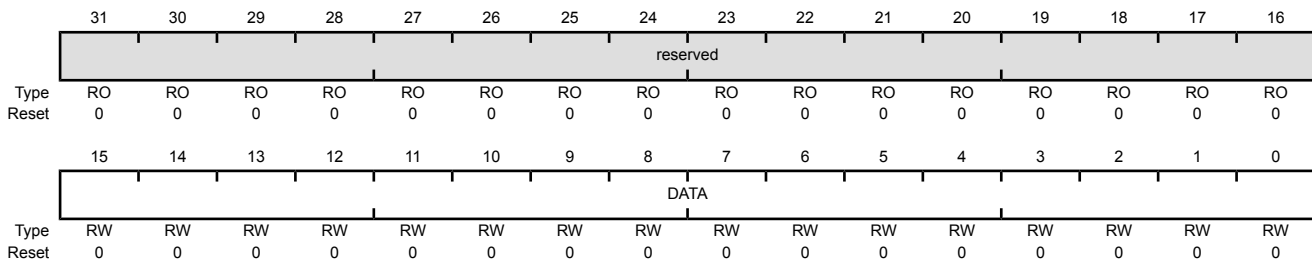 31 30 29 28 27 26 25 24 23 22 21 20 19 18 17 16
reserved
Type RO RO RO RO RO RO RO RO RO RO RO RO RO RO RO RO
Reset 0 0 0 0 0 0 0 0 0 0 0 0 0 0 0 0
15 14 13 12 11 10 9 8 7 6 5 4 3 2 1 0
DATA
Type RW RW RW RW RW RW RW RW RW RW RW RW RW RW RW RW
Reset 0 0 0 0 0 0 0 0 0 0 0 0 0 0 0 0